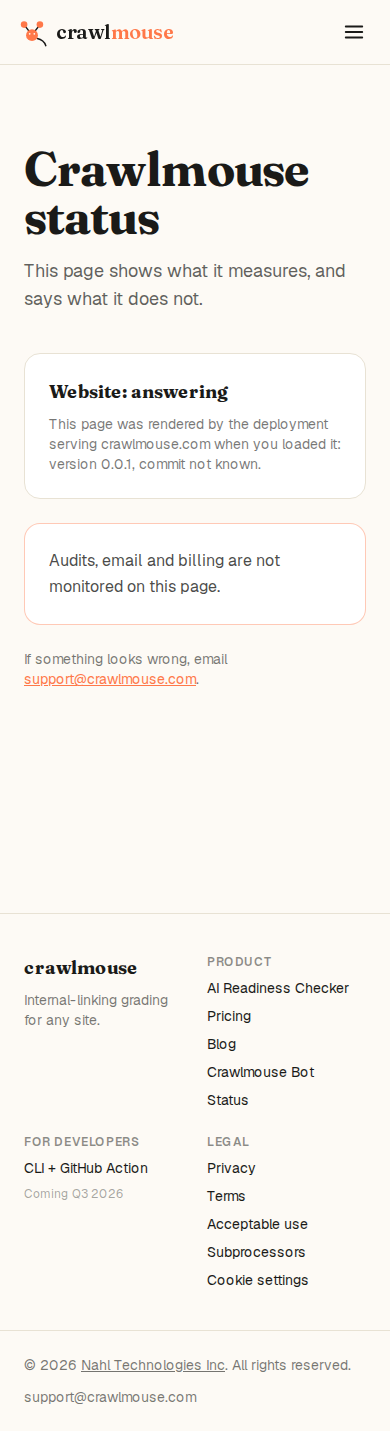 crawlmouse
Crawlmouse
status
This page shows what it measures, and
says what it does not.
Website: answering
This page was rendered by the deployment
serving crawlmouse.com when you loaded it:
version 0.0.1, commit not known.
Audits, email and billing are not
monitored on this page.
If something looks wrong, email
support@crawlmouse.com.
crawlmouse
Internal-linking grading
for any site.
PRODUCT
AI Readiness Checker
Pricing
Blog
Crawlmouse Bot
Status
FOR DEVELOPERS
CLI + GitHub Action
Coming Q3 2026
LEGAL
Privacy
Terms
Acceptable use
Subprocessors
Cookie settings
© 2026 Nahl Technologies Inc. All rights reserved.
support@crawlmouse.com